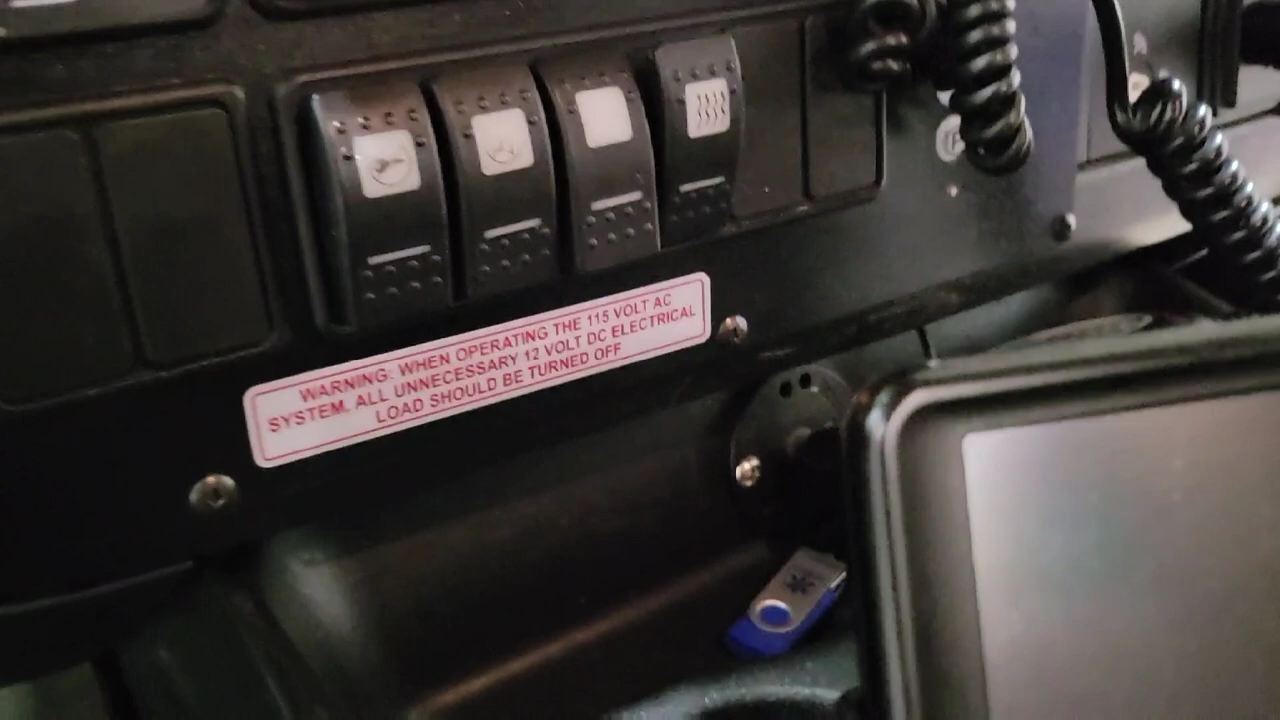 WARNING: WHEN OPERATING THE 115 VOLT AC
SYSTEM. ALL UNNECESSARY 12 VOLT DC ELECTRICAL
LOAD SHOULD BE TURNED OFF